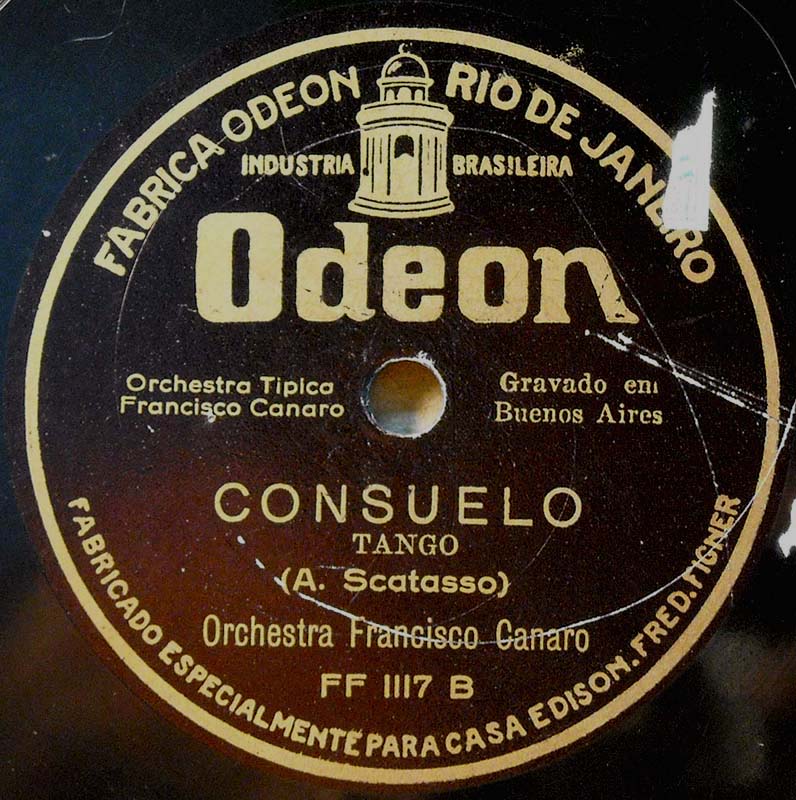 FABRICA ODEON RIO DE JANEIRO
INDUSTRIA BRASILEIRA
Odeon
Orchestra Tipica
Francisco Canaro
Gravado em
Buenos Aires
CONSUELO
TANGO
(A. Scatasso)
Orchestra Francisco Canaro
FF 1117 B
FABRICADO ESPECIALMENTE PARA CASA EDISON. FRED. FIGNER